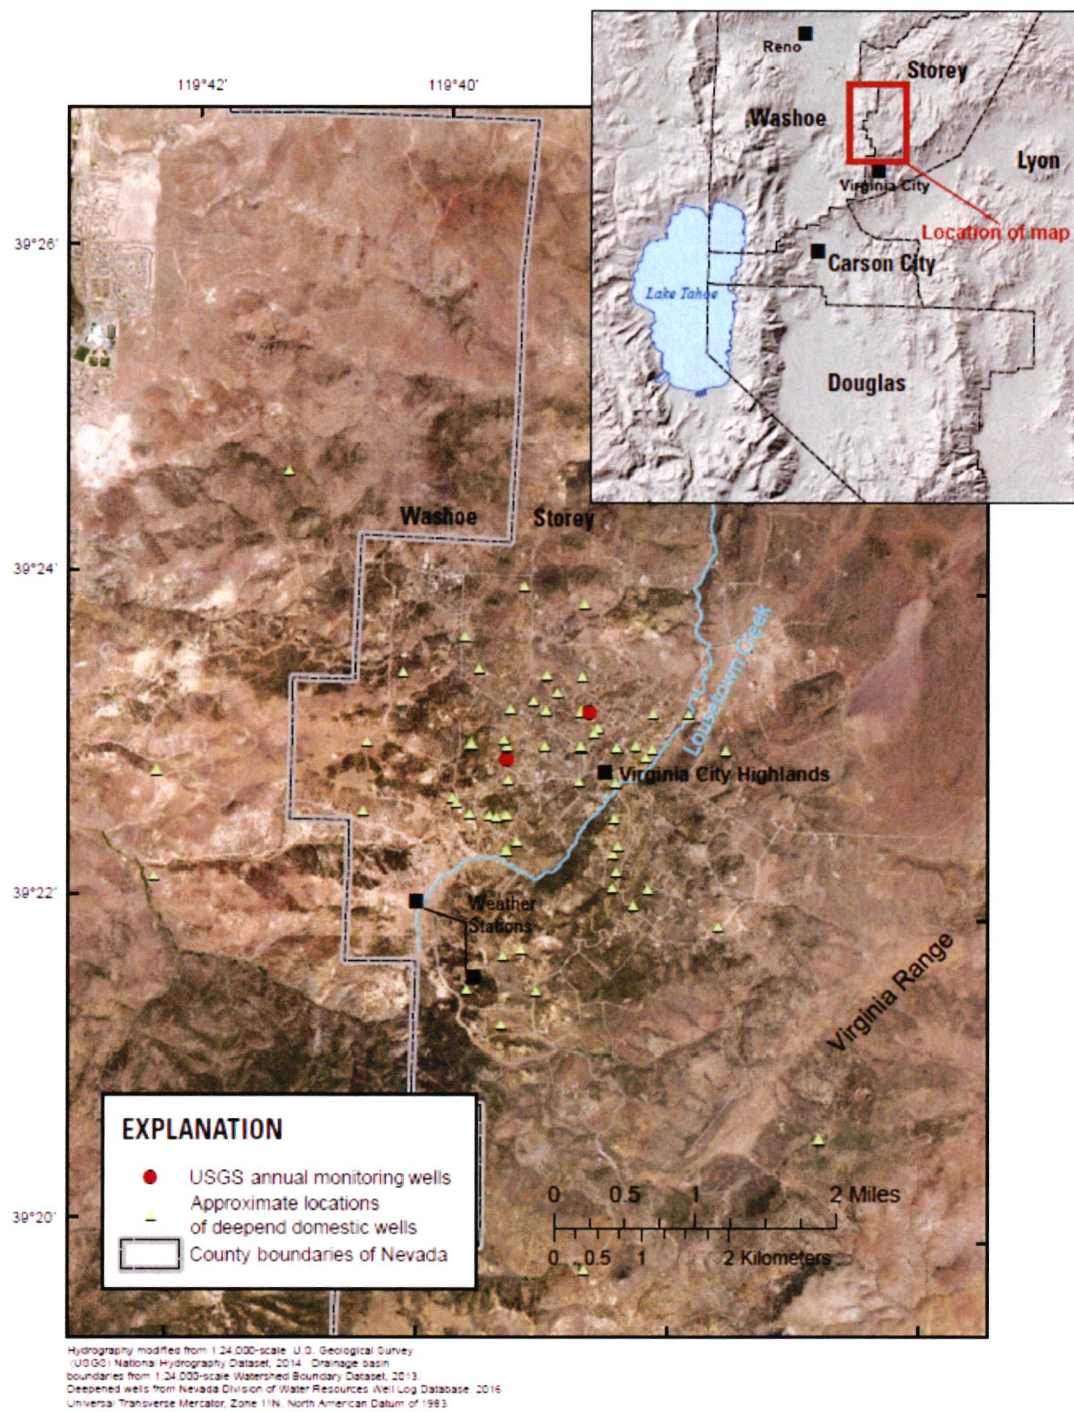 119°42'
119°40'
39°26'
39°24'
39°22'
39°20'
Reno
Storey
Washoe
Lyon
Virginia City
Location of map
Carson City
Lake Tahoe
Douglas
Washoe
Storey
Lousetown Creek
Virginia City Highlands
Weather
Stations
Virginia Range
EXPLANATION
USGS annual monitoring wells
Approximate locations
of deepend domestic wells
County boundaries of Nevada
0 0.5 1 2 Miles
0 0.5 1 2 Kilometers
Hydrography modified from 1:24,000-scale U.S. Geological Survey
(USGS) National Hydrography Dataset, 2014. Drainage basin
boundaries from 1:24,000-scale Watershed Boundary Dataset, 2013.
Deepened wells from Nevada Division of Water Resources Well Log Database. 2016
Universal Transverse Mercator, Zone 11N, North American Datum of 1983